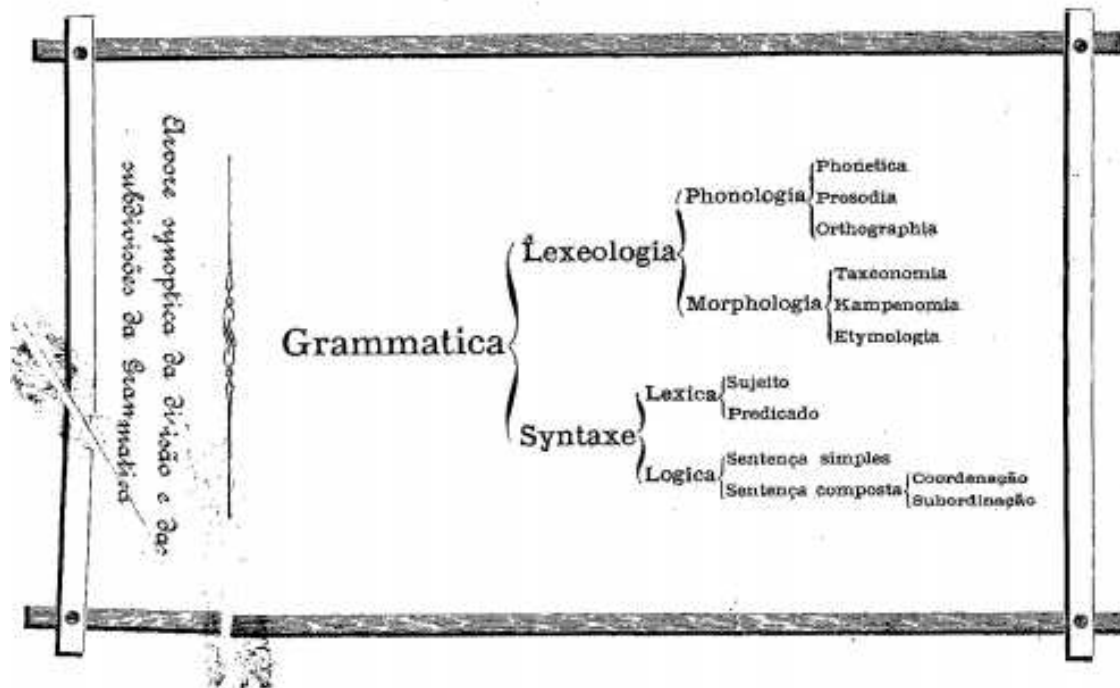 Arvore synoptica da divisão e das
subdivisões da Grammatica
Grammatica
Lexeologia
Phonologia
Phonetica
Prosodia
Orthographia
Morphologia
Taxeonomia
Kampenomia
Etymologia
Syntaxe
Lexica
Sujeito
Predicado
Logica
Sentença simples
Sentença composta
Coordenação
Subordinação